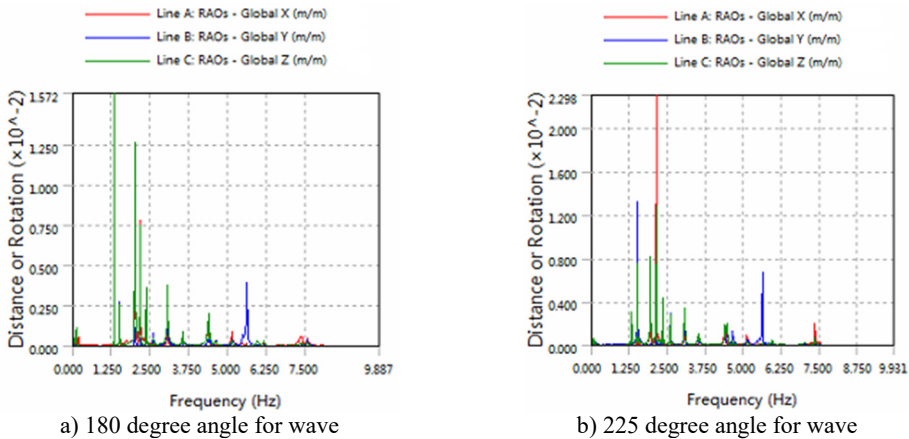 Line A: RAOs - Global X (m/m)
Line B: RAOs - Global Y (m/m)
Line C: RAOs - Global Z (m/m)
Distance or Rotation (×10^-2)
1.572
1.250
1.000
0.750
0.500
0.250
0.000
0.000 1.250 2.500 3.750 5.000 6.250 7.500 9.887
Frequency (Hz)
a) 180 degree angle for wave
Line A: RAOs - Global X (m/m)
Line B: RAOs - Global Y (m/m)
Line C: RAOs - Global Z (m/m)
Distance or Rotation (×10^-2)
2.298
2.000
1.600
1.200
0.800
0.400
0.000
0.000 1.250 2.500 3.750 5.000 6.250 7.500 8.750 9.931
Frequency (Hz)
b) 225 degree angle for wave